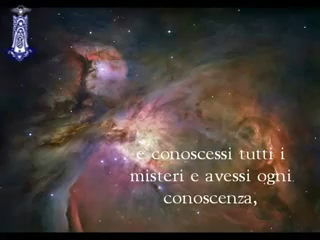 e conoscessi tutti i
misteri e avessi ogni
conoscenza,